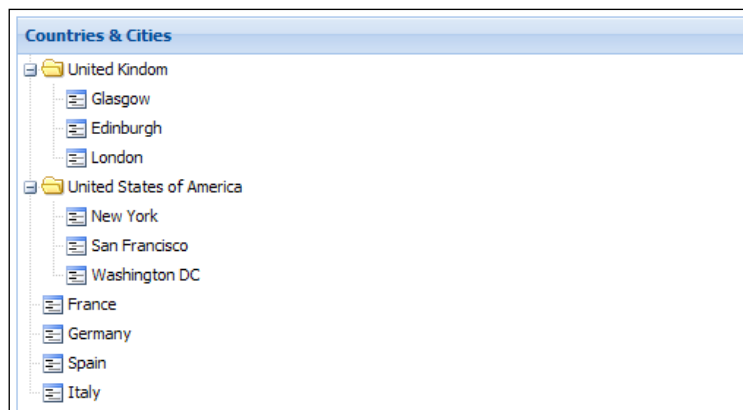 Countries & Cities
United Kindom
Glasgow
Edinburgh
London
United States of America
New York
San Francisco
Washington DC
France
Germany
Spain
Italy